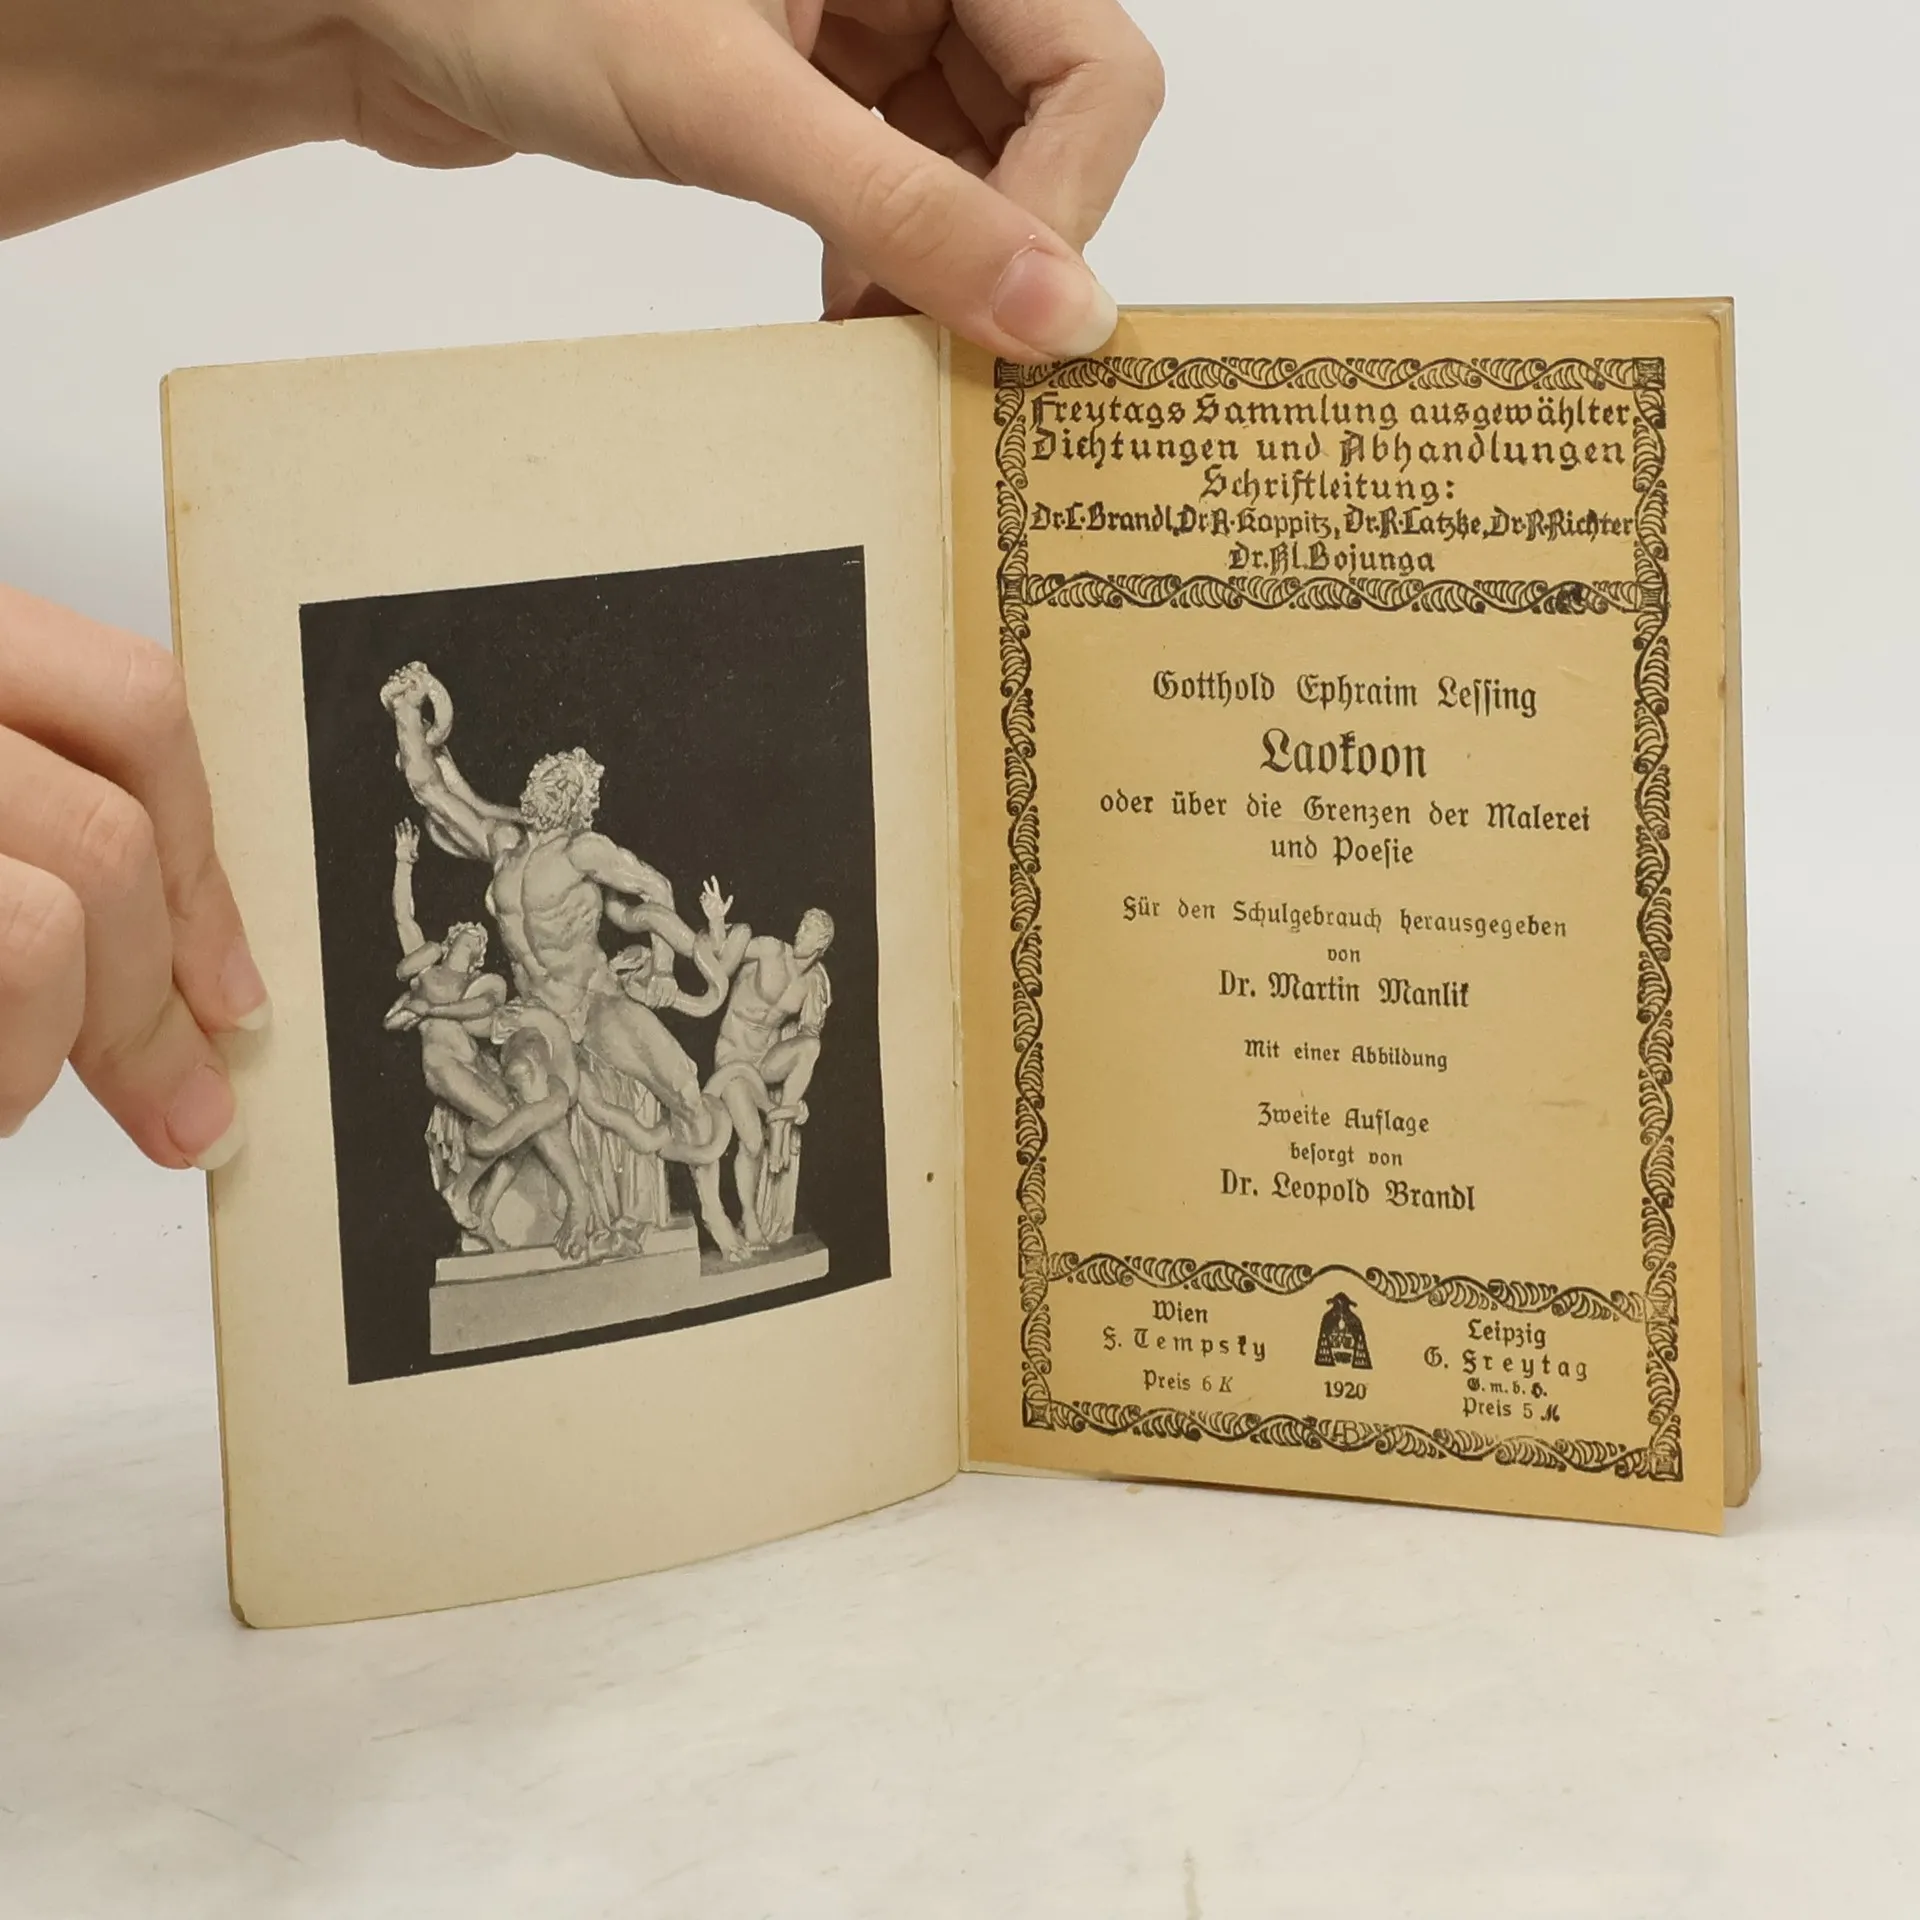 Freytags Sammlung ausgewählter
Dichtungen und Abhandlungen
Schriftleitung:
Dr. L. Brandl, Dr. A. Kappitz, Dr. R. Latzke, Dr. R. Richter
Dr. Kl. Bojunga
Gotthold Ephraim Lessing
Laokoon
oder über die Grenzen der Malerei
und Poesie
Für den Schulgebrauch herausgegeben
von
Dr. Martin Manlik
Mit einer Abbildung
Zweite Auflage
besorgt von
Dr. Leopold Brandl
Wien
F. Tempsky
Preis 6 K
1920
Leipzig
G. Freytag
G. m. b. H.
Preis 5 M